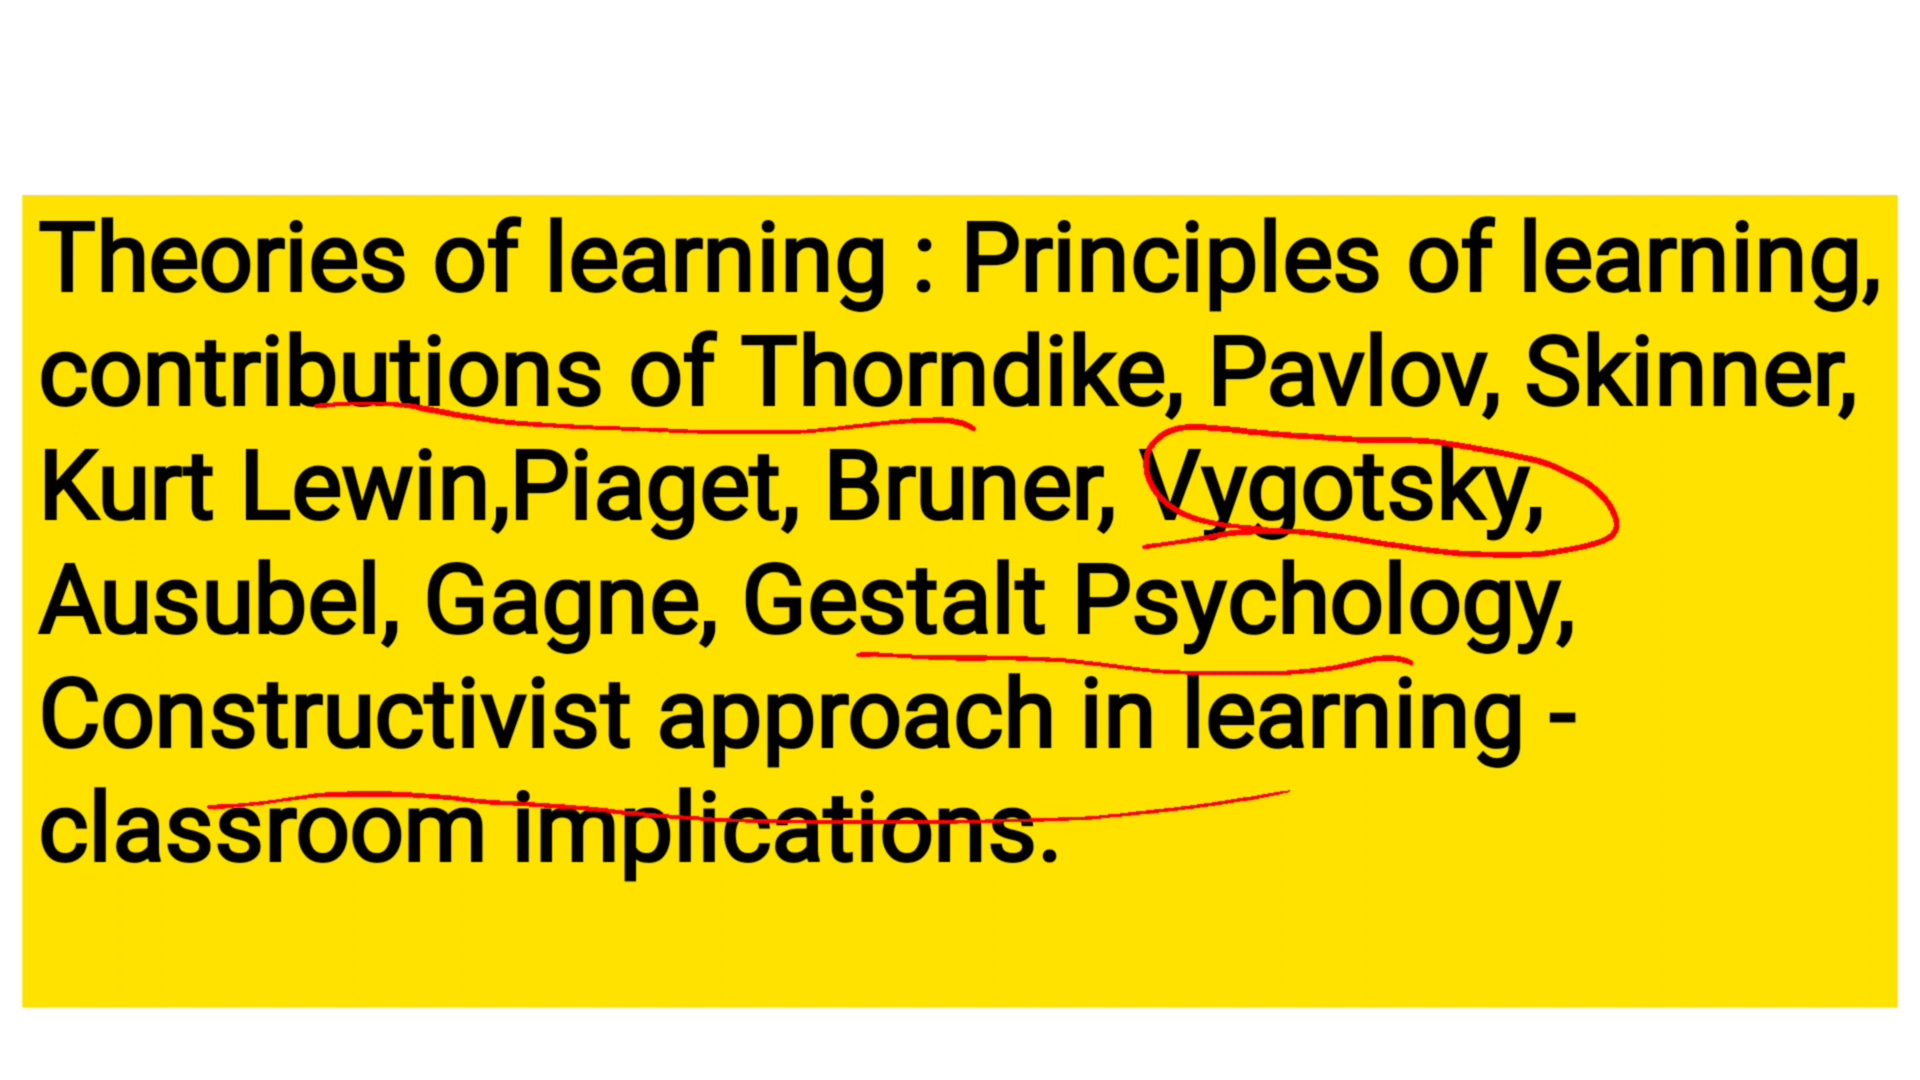 Theories of learning : Principles of learning,
contributions of Thorndike, Pavlov, Skinner,
Kurt Lewin,Piaget, Bruner, Vygotsky,
Ausubel, Gagne, Gestalt Psychology,
Constructivist approach in learning -
classroom implications.